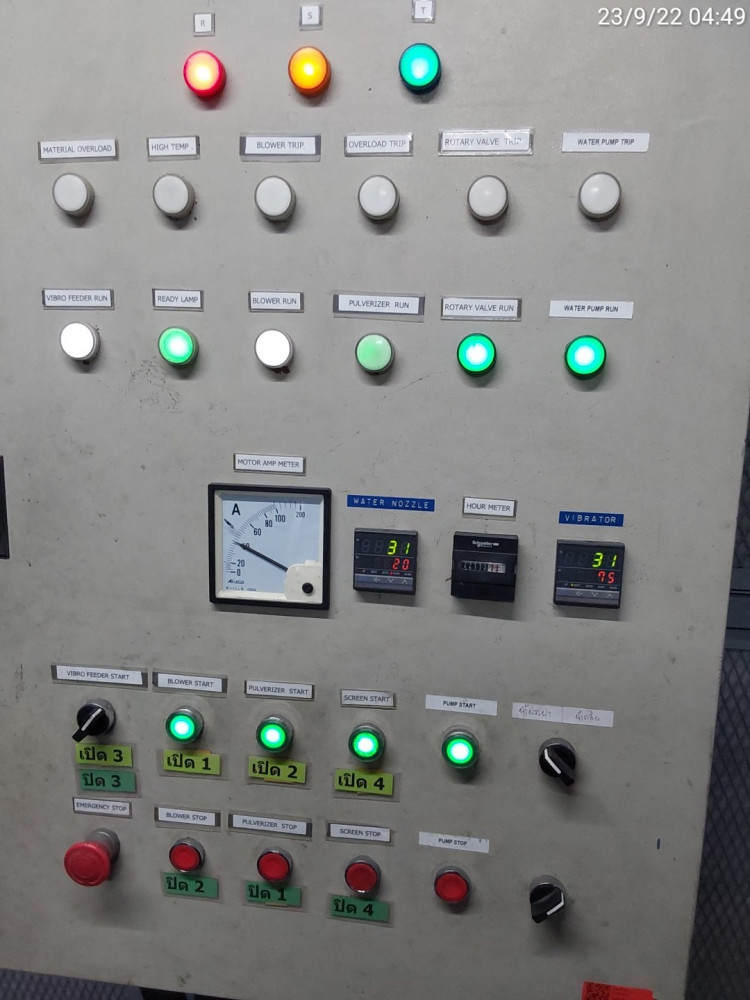 23/9/22 04:49
R
S
T
MATERIAL OVERLOAD
HIGH TEMP.
BLOWER TRIP
OVERLOAD TRIP
ROTARY VALVE TRIP
WATER PUMP TRIP
VIBRO FEEDER RUN
READY LAMP
BLOWER RUN
PULVERIZER RUN
ROTARY VALVE RUN
WATER PUMP RUN
MOTOR AMP METER
WATER NOZZLE
HOUR METER
VIBRATOR
A
60
80
100
200
20
0
31
20
Schneider
31
75
VIBRO FEEDER START
BLOWER START
PULVERIZER START
SCREEN START
PUMP START
เปิด 3
เปิด 1
เปิด 2
เปิด 4
ปิด 3
EMERGENCY STOP
BLOWER STOP
PULVERIZER STOP
SCREEN STOP
PUMP STOP
ปิด 2
ปิด 1
ปิด 4